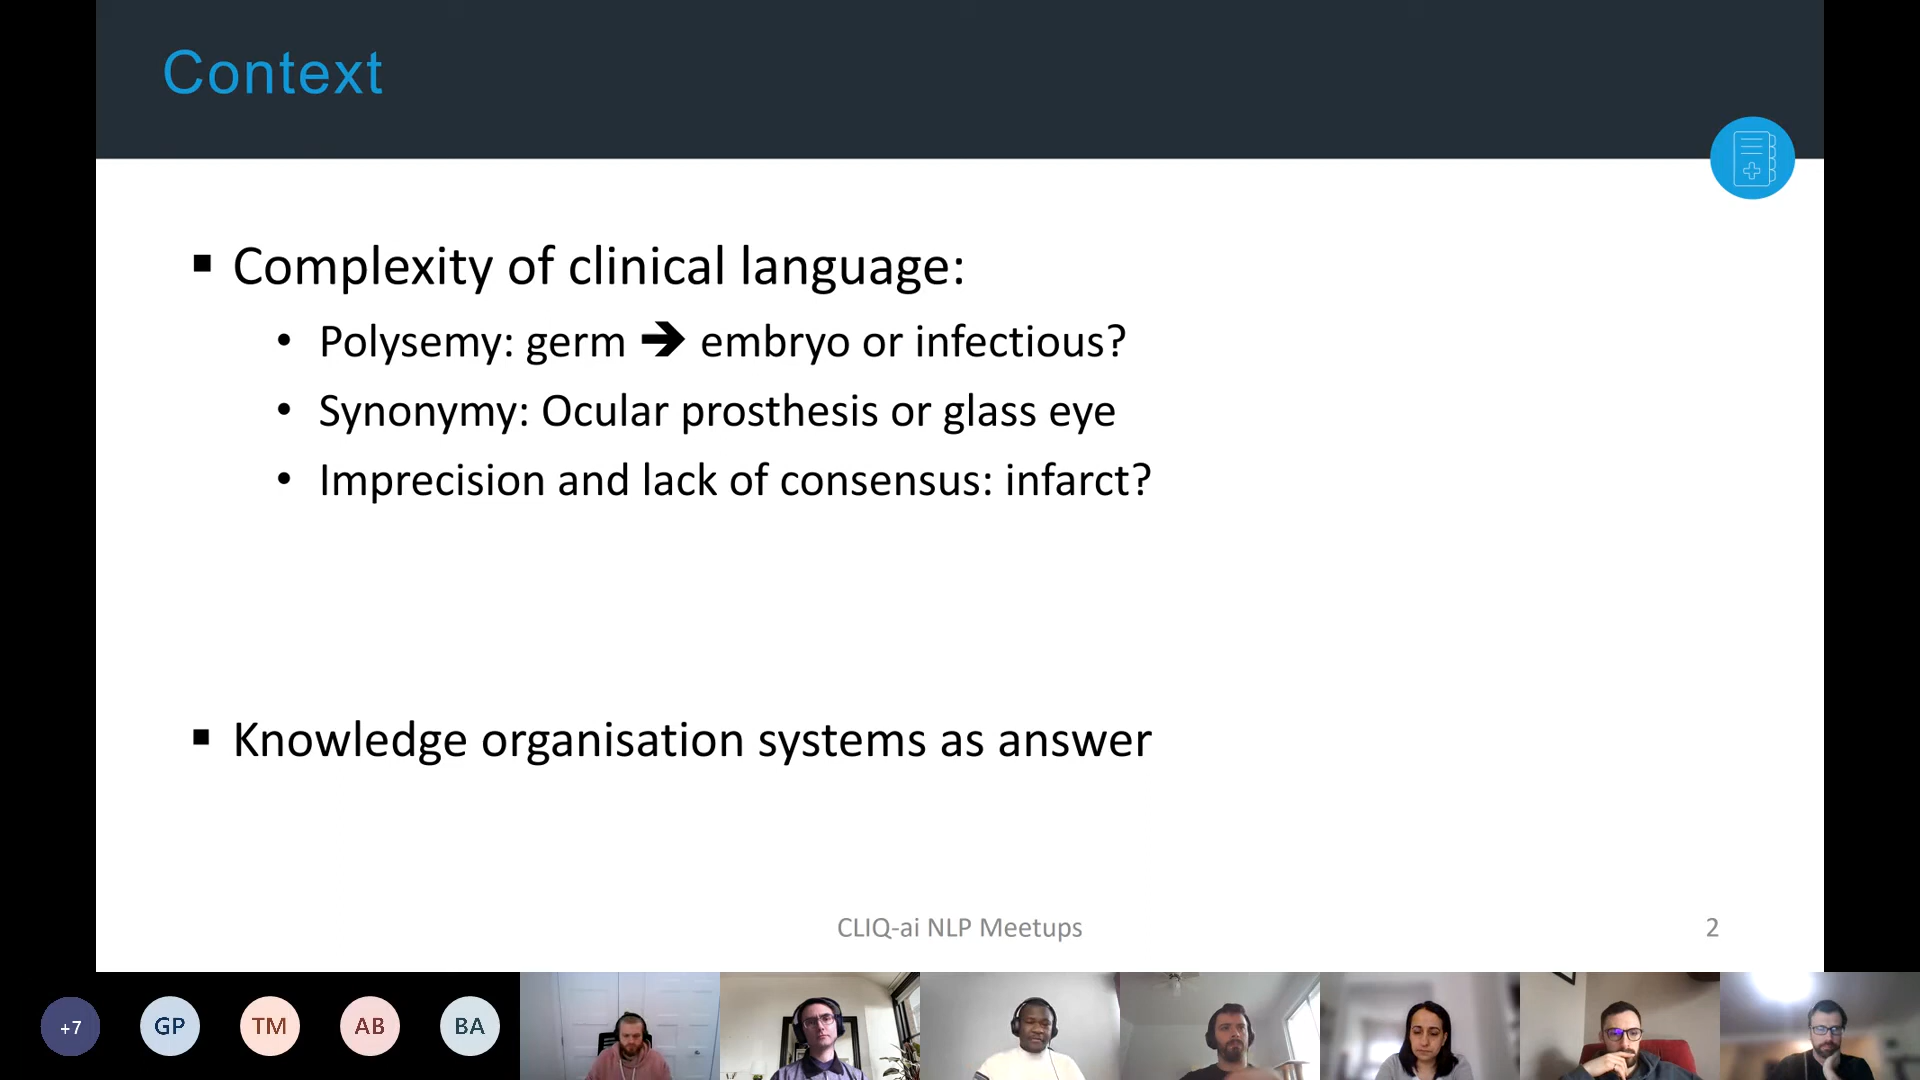 Context
▪ Complexity of clinical language:
• Polysemy: germ ➔ embryo or infectious?
• Synonymy: Ocular prosthesis or glass eye
• Imprecision and lack of consensus: infarct?
▪ Knowledge organisation systems as answer
CLIQ-ai NLP Meetups
2
+7
GP
TM
AB
BA